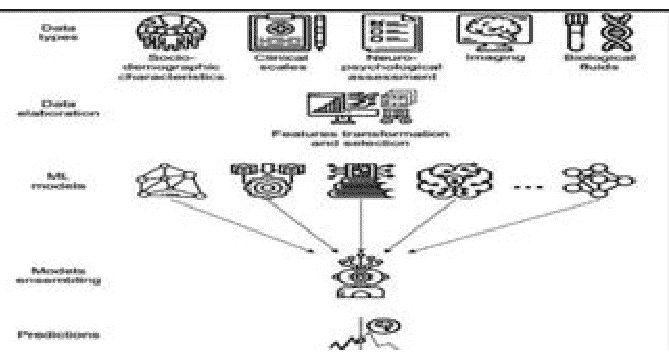 Data
types
Socio-
demographic
characteristics
Clinical
scales
Neuro-
psychological
assessment
Imaging
Biological
fluids
Data
elaboration
Features transformation
and selection
ML
models
...
Models
ensembling
Predictions